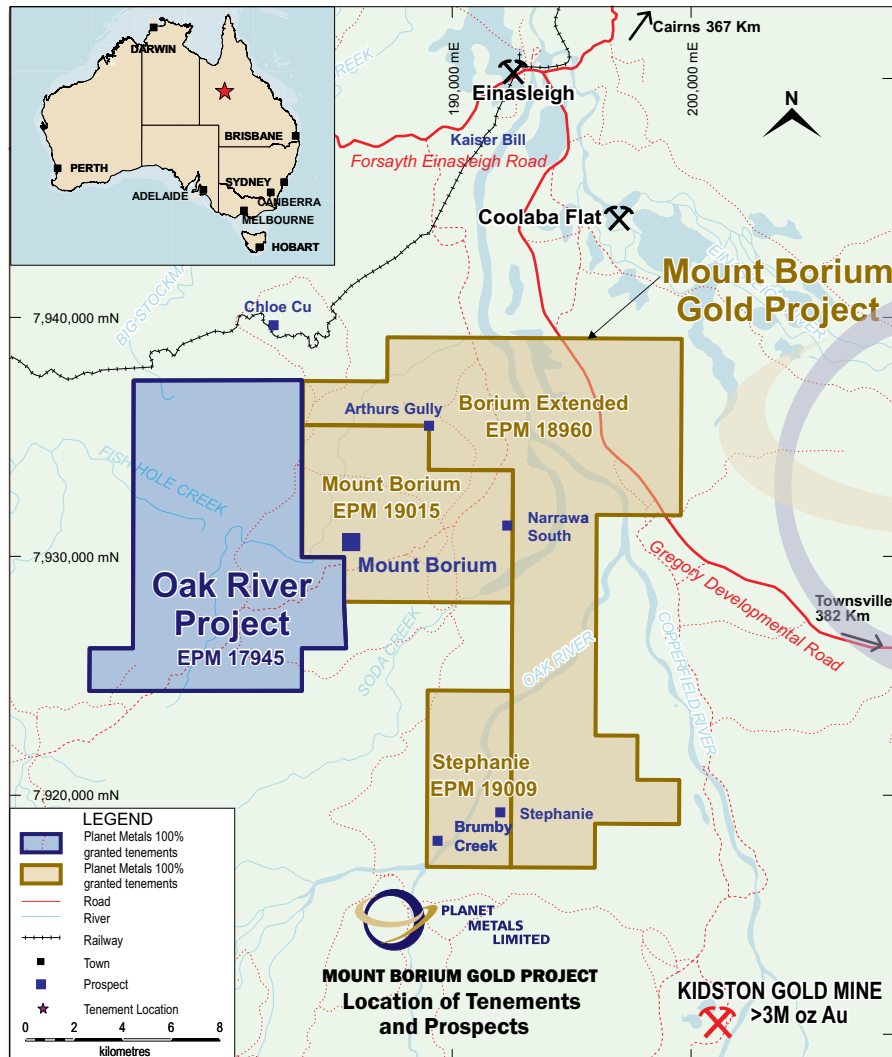 DARWIN
BRISBANE
PERTH
SYDNEY
ADELAIDE
CANBERRA
MELBOURNE
HOBART
190,000 mE
200,000 mE
Cairns 367 Km
N
Einasleigh
Kaiser Bill
Forsayth Einasleigh Road
Coolaba Flat
EINASLEIGH RIVER
Mount Borium
Gold Project
BIG STOCKMAN
CREEK
Chloe Cu
7,940,000 mN
Arthurs Gully
Borium Extended
EPM 18960
FISH HOLE CREEK
Mount Borium
EPM 19015
Narrawa
South
7,930,000 mN
Mount Borium
Oak River
Project
EPM 17945
Gregory Developmental Road
Townsville
382 Km
SODA CREEK
OAK RIVER
COPPERFIELD RIVER
Stephanie
EPM 19009
7,920,000 mN
Stephanie
Brumby
Creek
LEGEND
Planet Metals 100%
granted tenements
Planet Metals 100%
granted tenements
Road
River
Railway
Town
Prospect
Tenement Location
0 2 4 6 8
kilometres
PLANET
METALS
LIMITED
MOUNT BORIUM GOLD PROJECT
Location of Tenements
and Prospects
KIDSTON GOLD MINE
>3M oz Au